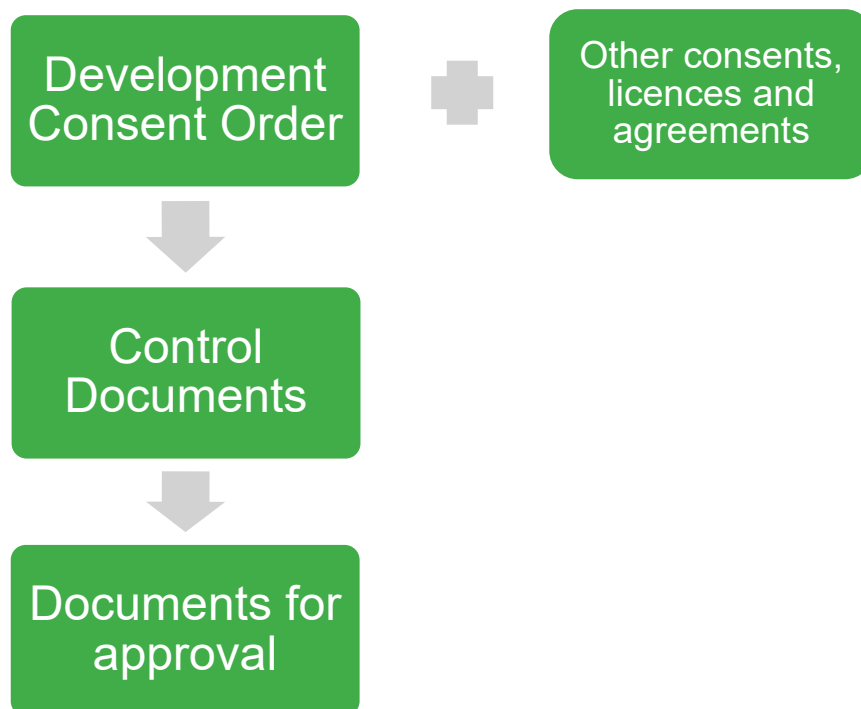 Development
Consent Order
Other consents,
licences and
agreements
Control
Documents
Documents for
approval